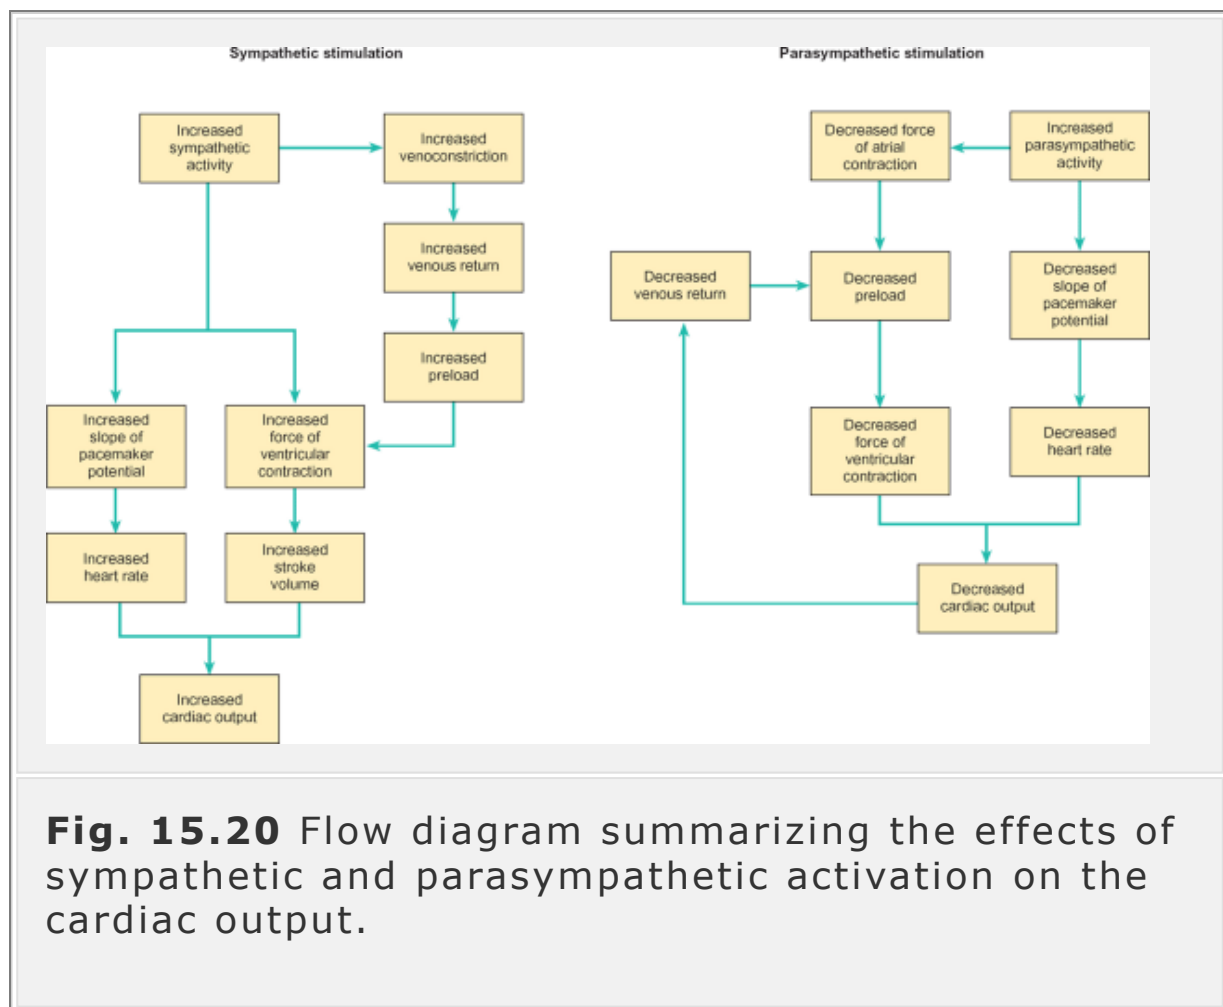 Sympathetic stimulation
Increased
sympathetic
activity
Increased
venoconstriction
Increased
venous return
Increased
preload
Increased
slope of
pacemaker
potential
Increased
force of
ventricular
contraction
Increased
heart rate
Increased
stroke
volume
Increased
cardiac output
Parasympathetic stimulation
Decreased force
of atrial
contraction
Increased
parasympathetic
activity
Decreased
venous return
Decreased
preload
Decreased
slope of
pacemaker
potential
Decreased
force of
ventricular
contraction
Decreased
heart rate
Decreased
cardiac output
Fig. 15.20 Flow diagram summarizing the effects of
sympathetic and parasympathetic activation on the
cardiac output.